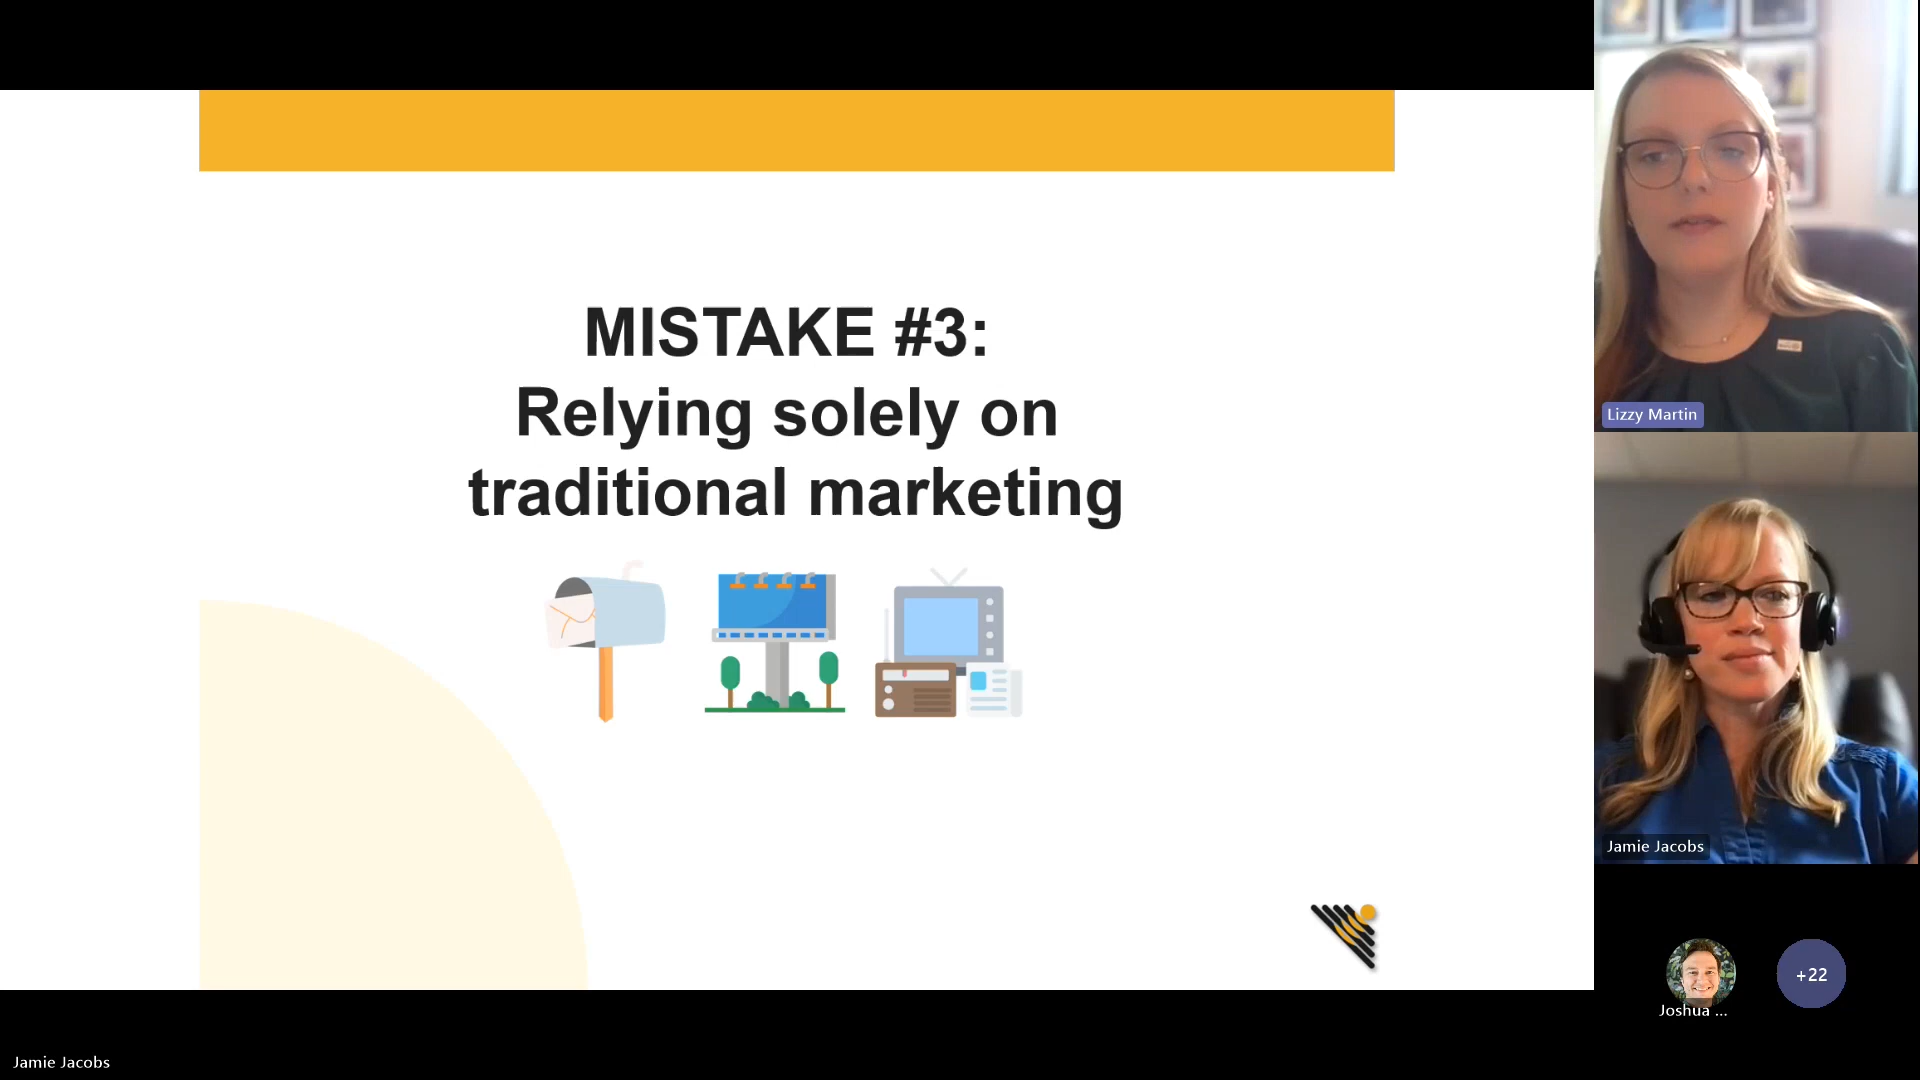 MISTAKE #3:
Relying solely on
traditional marketing
Lizzy Martin
Jamie Jacobs
Joshua ...
+22
Jamie Jacobs